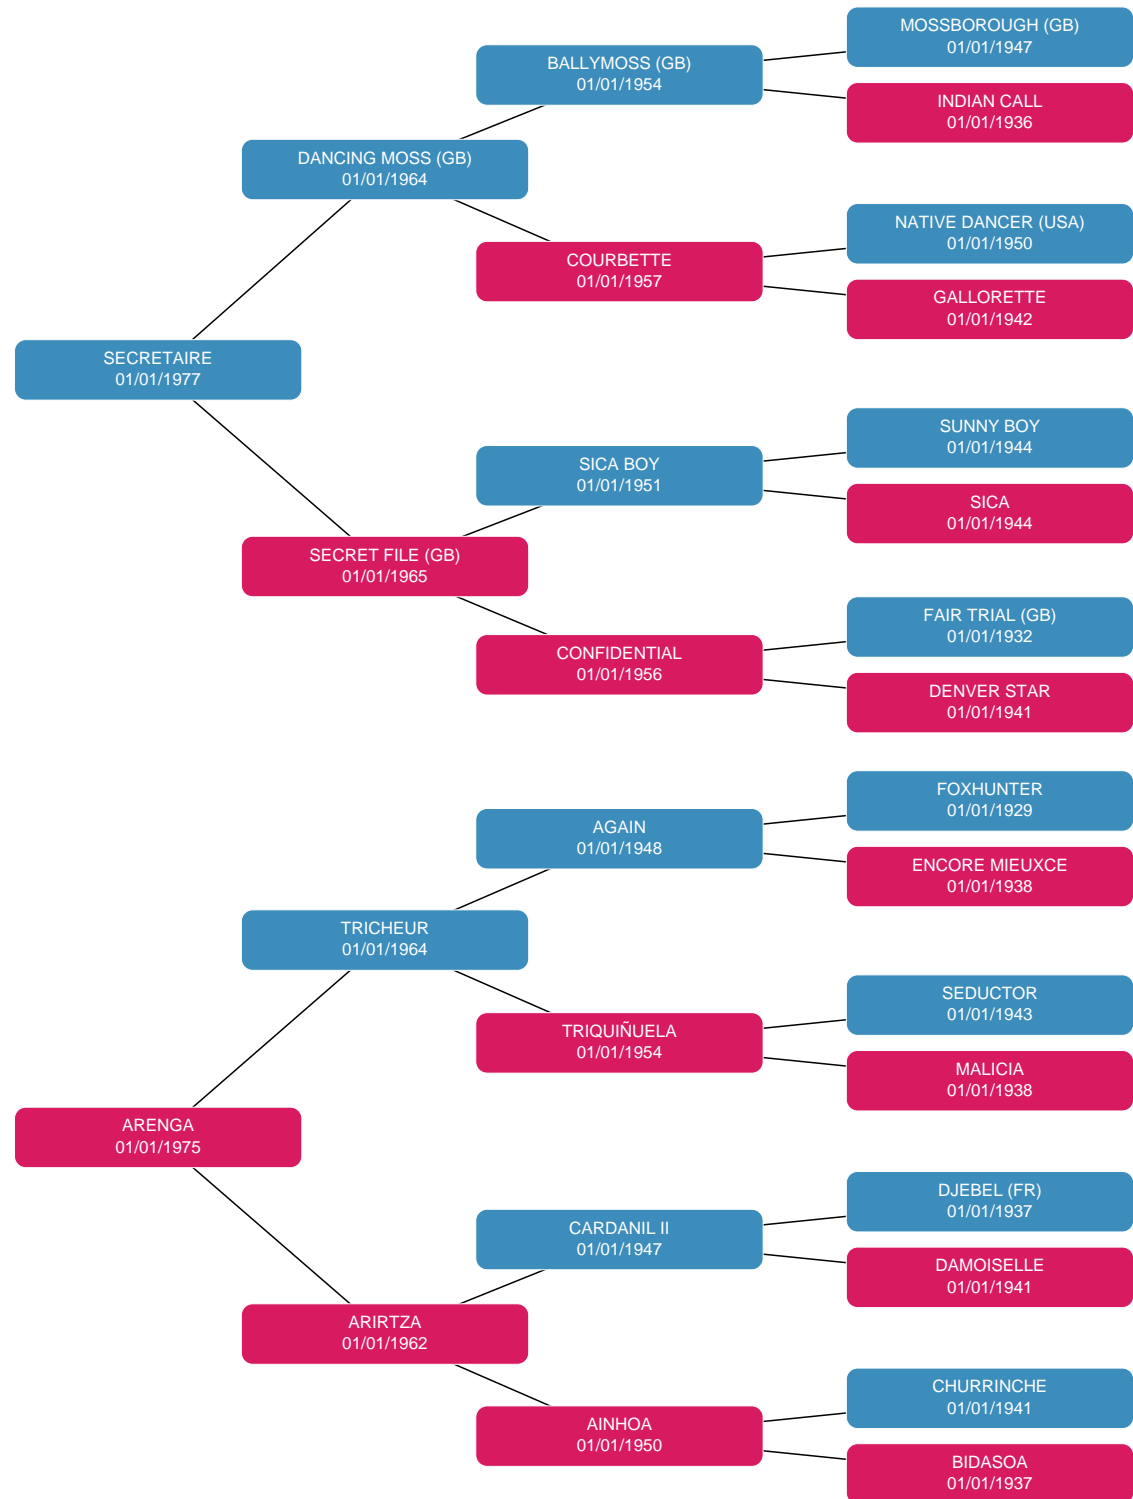 MOSSBOROUGH (GB)
01/01/1947
BALLYMOSS (GB)
01/01/1954
INDIAN CALL
01/01/1936
DANCING MOSS (GB)
01/01/1964
NATIVE DANCER (USA)
01/01/1950
COURBETTE
01/01/1957
GALLORETTE
01/01/1942
SECRETAIRE
01/01/1977
SUNNY BOY
01/01/1944
SICA BOY
01/01/1951
SICA
01/01/1944
SECRET FILE (GB)
01/01/1965
FAIR TRIAL (GB)
01/01/1932
CONFIDENTIAL
01/01/1956
DENVER STAR
01/01/1941
FOXHUNTER
01/01/1929
AGAIN
01/01/1948
ENCORE MIEUXCE
01/01/1938
TRICHEUR
01/01/1964
SEDUCTOR
01/01/1943
TRIQUIÑUELA
01/01/1954
MALICIA
01/01/1938
ARENGA
01/01/1975
DJEBEL (FR)
01/01/1937
CARDANIL II
01/01/1947
DAMOISELLE
01/01/1941
ARIRTZA
01/01/1962
CHURRINCHE
01/01/1941
AINHOA
01/01/1950
BIDASOA
01/01/1937